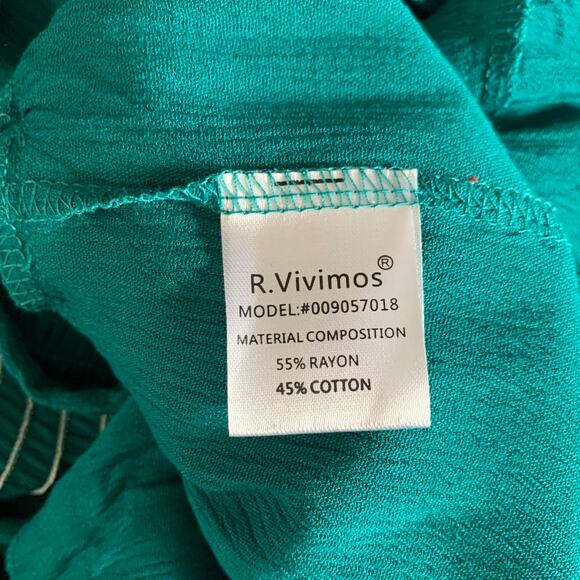 R.Vivimos®
MODEL:#009057018
MATERIAL COMPOSITION
55% RAYON
45% COTTON